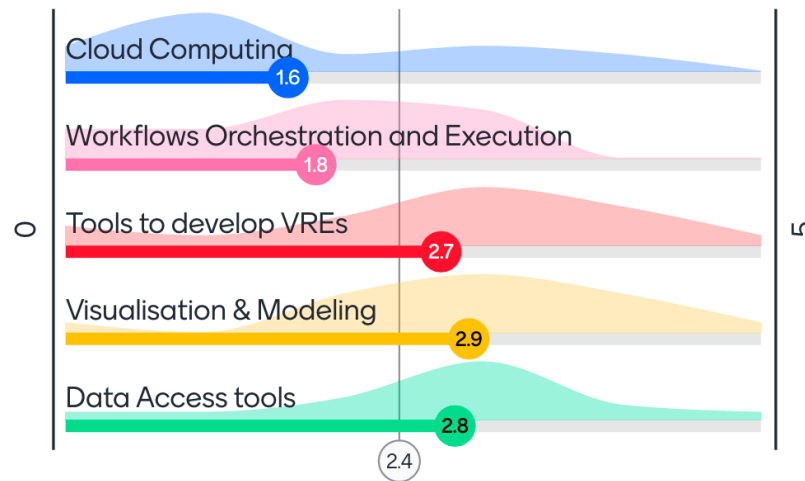 Cloud Computing
1.6
Workflows Orchestration and Execution
1.8
Tools to develop VREs
2.7
Visualisation & Modeling
2.9
Data Access tools
2.8
2.4
0
5